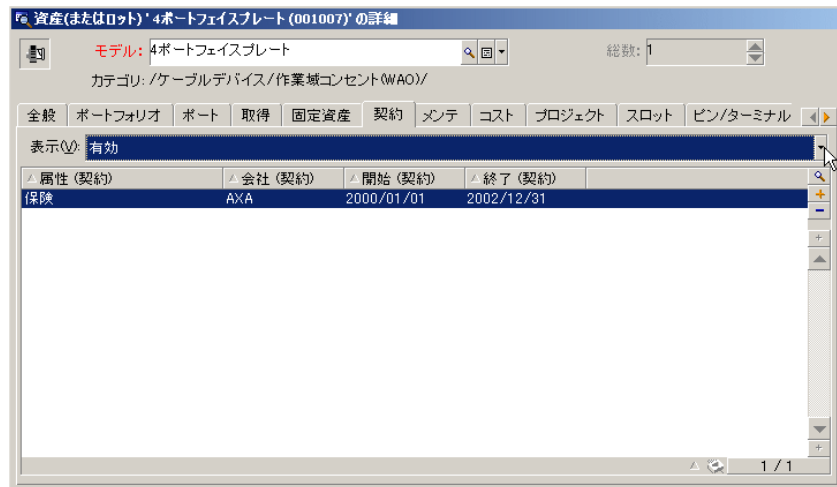 資産(またはロット) ' 4ポートフェイスプレート (001007)' の詳細
モデル: 4ポートフェイスプレート 総数: 1
カテゴリ: /ケーブルデバイス/作業域コンセント(WAO)/
全般 ポートフォリオ ポート 取得 固定資産 契約 メンテ コスト プロジェクト スロット ピン/ターミナル
表示(V): 有効
属性 (契約) 会社 (契約) 開始 (契約) 終了 (契約)
保険 AXA 2000/01/01 2002/12/31
1 / 1